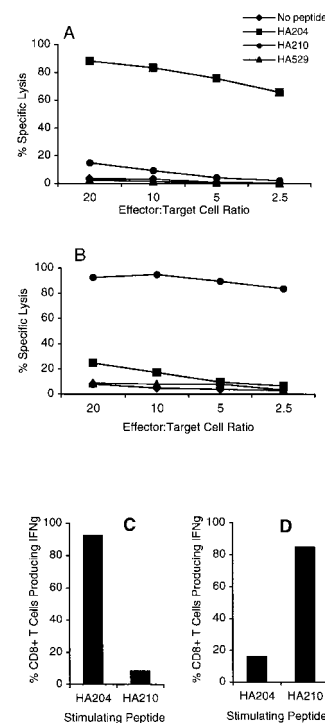 No peptide
HA204
HA210
HA529
A
100
80
60
40
20
0
% Specific Lysis
20 10 5 2.5
Effector:Target Cell Ratio
B
100
80
60
40
20
0
% Specific Lysis
20 10 5 2.5
Effector:Target Cell Ratio
C
100
80
60
40
20
0
% CD8+ T Cells Producing IFNg
HA204 HA210
Stimulating Peptide
D
100
80
60
40
20
0
% CD8+ T Cells Producing IFNg
HA204 HA210
Stimulating Peptide